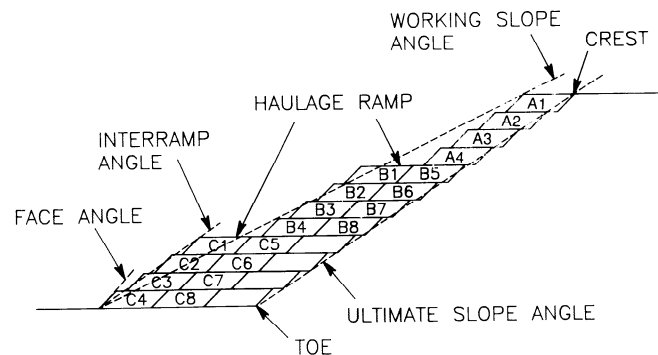 WORKING SLOPE
ANGLE
CREST
HAULAGE RAMP
INTERRAMP
ANGLE
FACE ANGLE
A1
A2
A3
A4
B1 B5
B2 B6
B3 B7
B4 B8
C1 C5
C2 C6
C3 C7
C4 C8
ULTIMATE SLOPE ANGLE
TOE